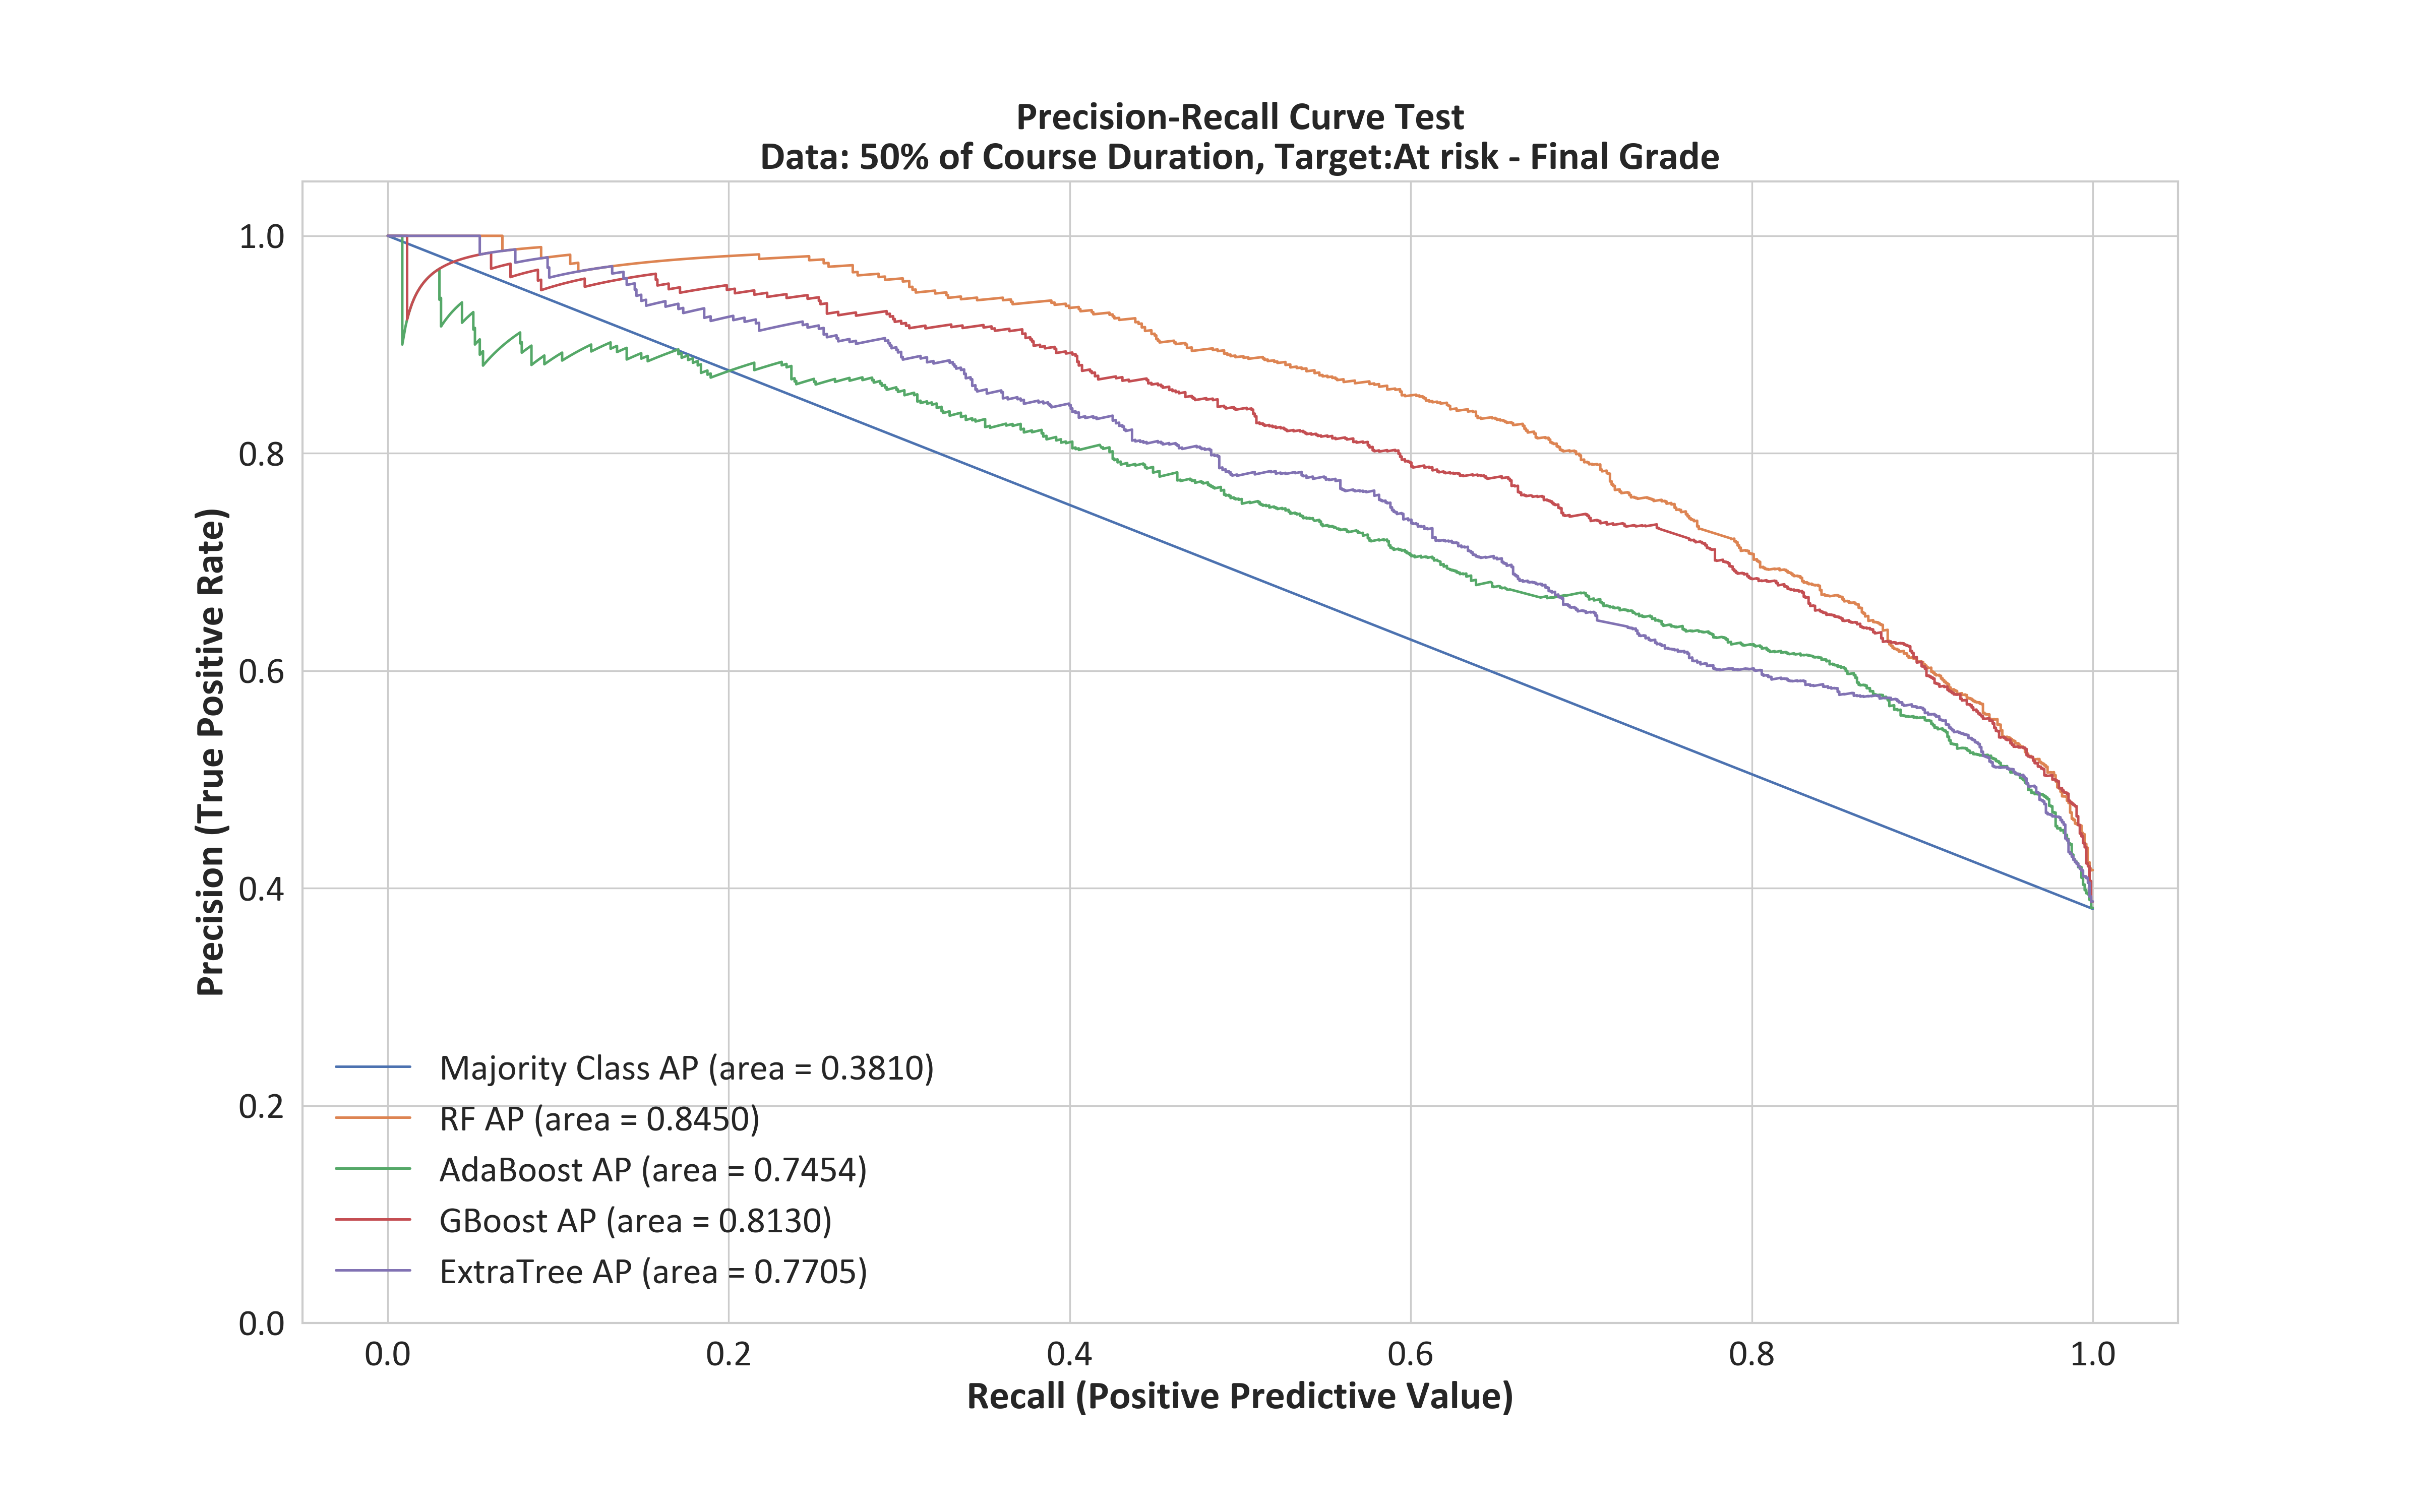 Precision-Recall Curve Test
Data: 50% of Course Duration, Target:At risk - Final Grade
Precision (True Positive Rate)
1.0
0.8
0.6
0.4
0.2
0.0
Majority Class AP (area = 0.3810)
RF AP (area = 0.8450)
AdaBoost AP (area = 0.7454)
GBoost AP (area = 0.8130)
ExtraTree AP (area = 0.7705)
0.0 0.2 0.4 0.6 0.8 1.0
Recall (Positive Predictive Value)